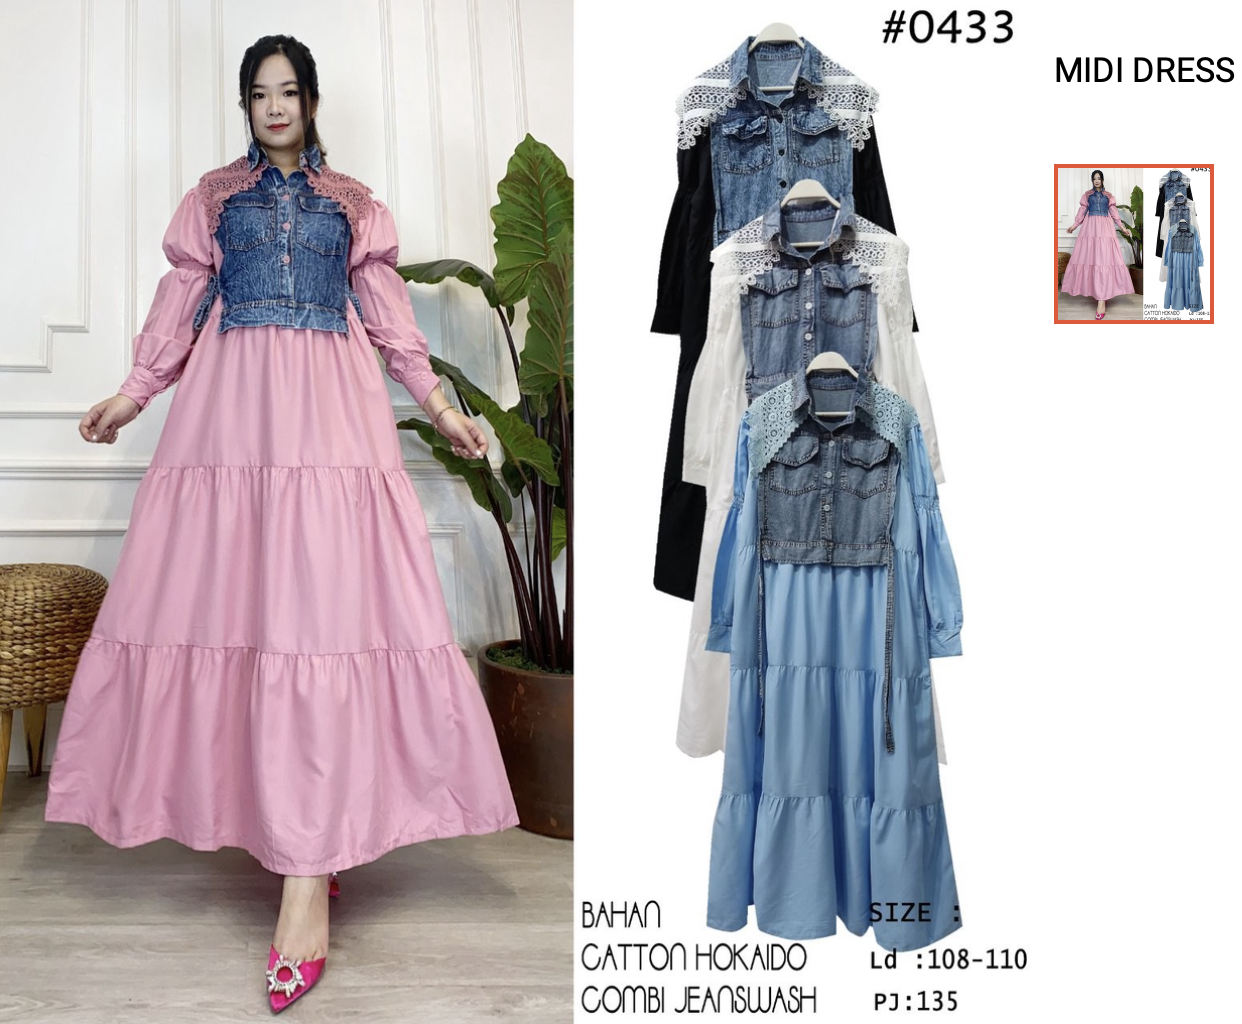 #0433
MIDI DRESS
BAHAN
CATTON HOKAIDO
COMBI JEANSWASH
SIZE :
Ld :108-110
PJ:135